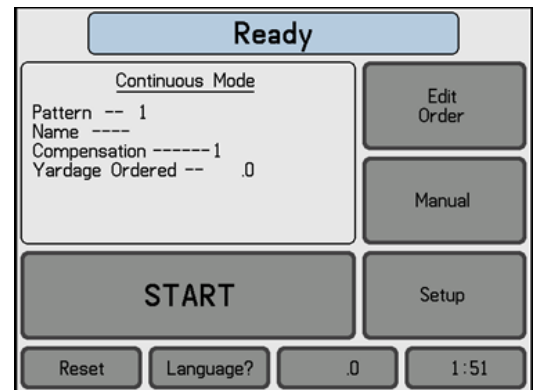 Ready
Continuous Mode
Pattern -- 1
Name ----
Compensation ------1
Yardage Ordered -- .0
Edit
Order
Manual
START
Setup
Reset
Language?
.0
1:51